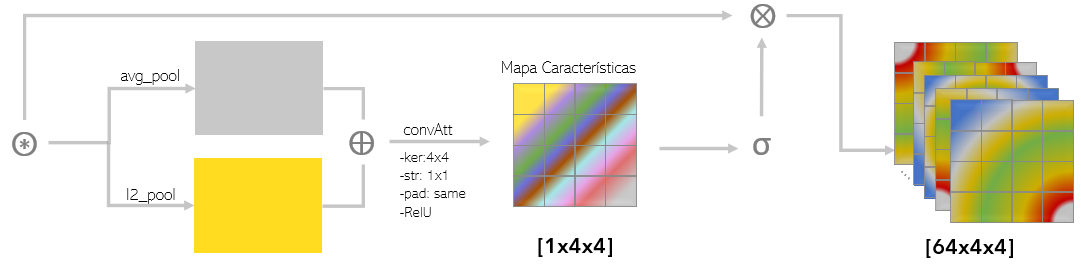 avg_pool
l2_pool
convAtt
-ker:4x4
-str: 1x1
-pad: same
-RelU
Mapa Características
[1x4x4]
σ
...
[64x4x4]